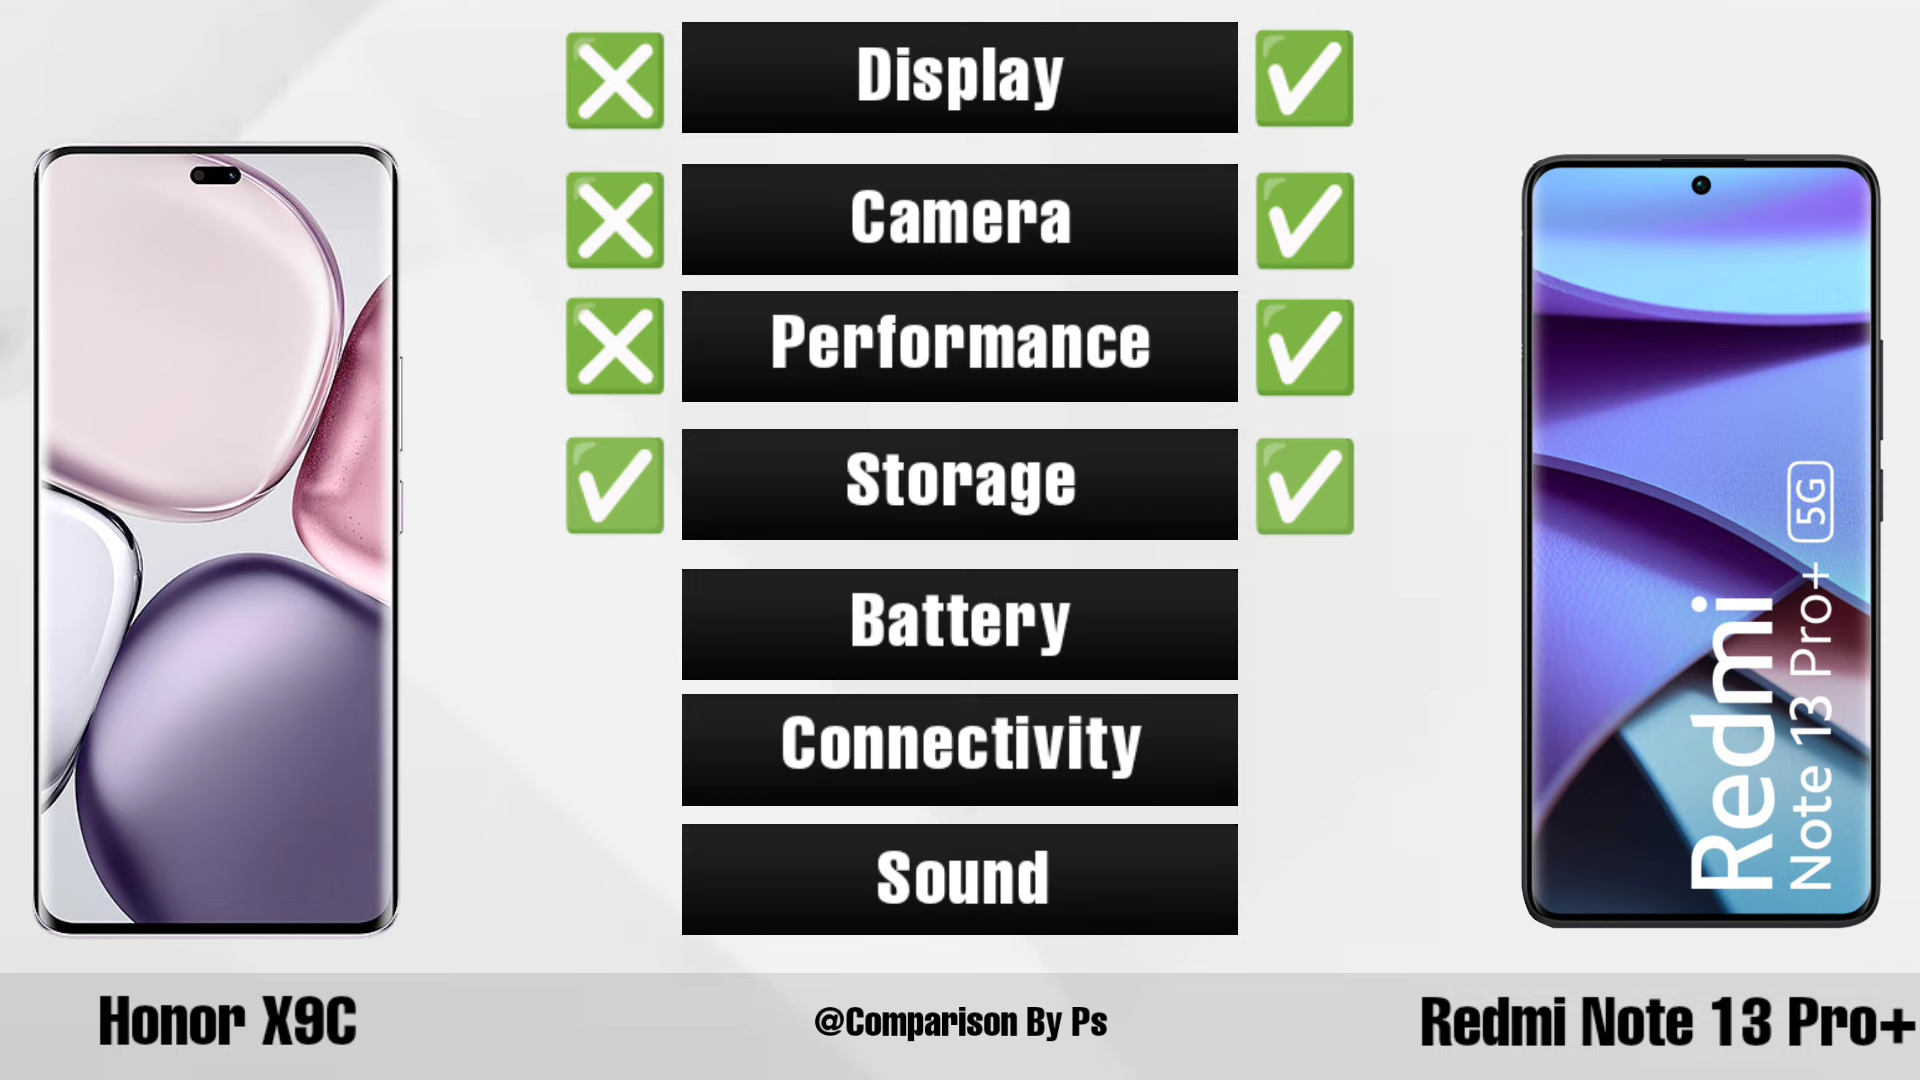 Display
Camera
Performance
Storage
Battery
Connectivity
Sound
Redmi
Note 13 Pro+ 5G
Honor X9C
@Comparison By Ps
Redmi Note 13 Pro+